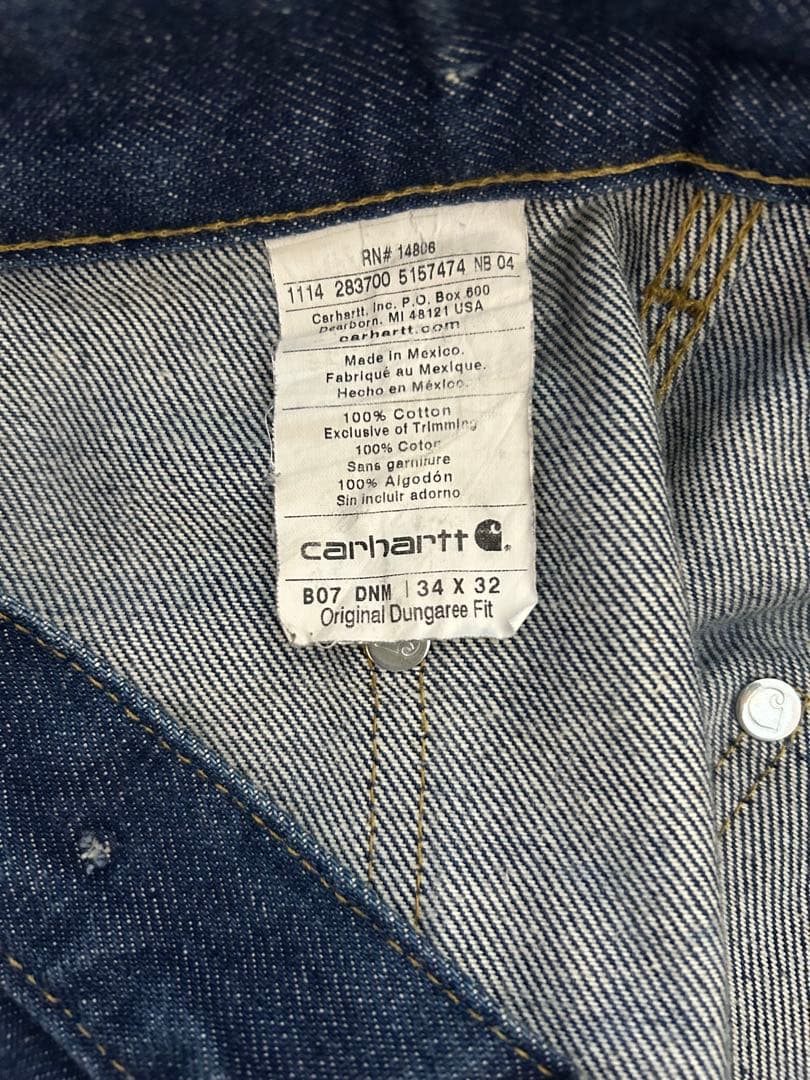 RN# 14806
1114 283700 5157474 NB 04
Carhartt, Inc. P.O. Box 600
Dearborn, MI 48121 USA
carhartt.com
Made in Mexico.
Fabriqué au Mexique.
Hecho en México.
100% Cotton
Exclusive of Trimming
100% Coton
Sans garniture
100% Algodón
Sin incluir adorno
carhartt
B07 DNM | 34 X 32
Original Dungaree Fit